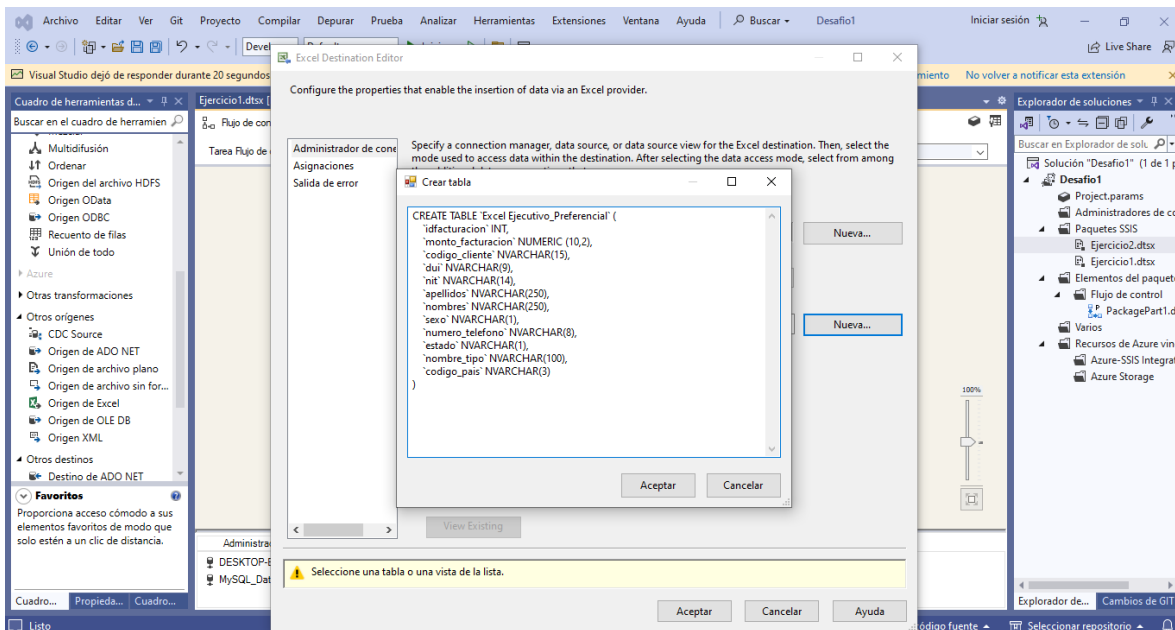 Archivo Editar Ver Git Proyecto Compilar Depurar Prueba Analizar Herramientas Extensiones Ventana Ayuda Buscar Desafio1 Iniciar sesión
Live Share
Visual Studio dejó de responder durante 20 segundos
No volver a notificar esta extensión
Cuadro de herramientas d...
Buscar en el cuadro de herramien
Multidifusión
Ordenar
Origen del archivo HDFS
Origen OData
Origen ODBC
Recuento de filas
Unión de todo
Azure
Otras transformaciones
Otros orígenes
CDC Source
Origen de ADO NET
Origen de archivo plano
Origen de archivo sin for...
Origen de Excel
Origen de OLE DB
Origen XML
Otros destinos
Destino de ADO NET
Favoritos
Proporciona acceso cómodo a sus
elementos favoritos de modo que
solo estén a un clic de distancia.
Cuadro... Propieda... Cuadro...
Listo
Ejercicio1.dtsx [
Flujo de con
Tarea Flujo de
Administra
DESKTOP-E
MySQL_Dat
Excel Destination Editor
Configure the properties that enable the insertion of data via an Excel provider.
Administrador de cone
Asignaciones
Salida de error
Specify a connection manager, data source, or data source view for the Excel destination. Then, select the
mode used to access data within the destination. After selecting the data access mode, select from among
Nueva...
Nueva...
Crear tabla
CREATE TABLE `Excel Ejecutivo_Preferencial` (
`idfacturacion` INT,
`monto_facturacion` NUMERIC (10,2),
`codigo_cliente` NVARCHAR(15),
`dui` NVARCHAR(9),
`nit` NVARCHAR(14),
`apellidos` NVARCHAR(250),
`nombres` NVARCHAR(250),
`sexo` NVARCHAR(1),
`numero_telefono` NVARCHAR(8),
`estado` NVARCHAR(1),
`nombre_tipo` NVARCHAR(100),
`codigo_pais` NVARCHAR(3)
)
Aceptar Cancelar
View Existing
Seleccione una tabla o una vista de la lista.
Aceptar Cancelar Ayuda
100%
Explorador de soluciones
Buscar en Explorador de solu
Solución "Desafio1" (1 de 1 p
Desafio1
Project.params
Administradores de co
Paquetes SSIS
Ejercicio2.dtsx
Ejercicio1.dtsx
Elementos del paquet
Flujo de control
PackagePart1.d
Varios
Recursos de Azure vin
Azure-SSIS Integrat
Azure Storage
Explorador de... Cambios de GIT
ódigo fuente Seleccionar repositorio